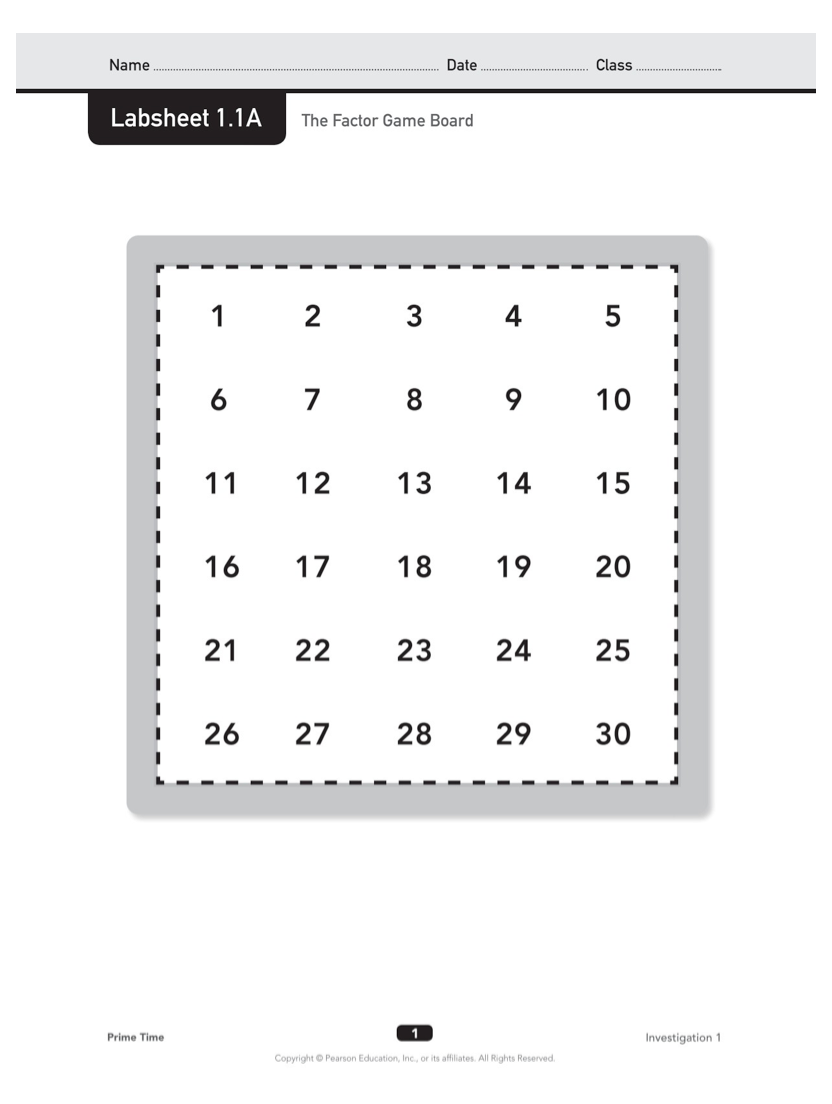 Name Date Class
Labsheet 1.1A The Factor Game Board
1 2 3 4 5
6 7 8 9 10
11 12 13 14 15
16 17 18 19 20
21 22 23 24 25
26 27 28 29 30
Prime Time 1 Investigation 1
Copyright © Pearson Education, Inc., or its affiliates. All Rights Reserved.